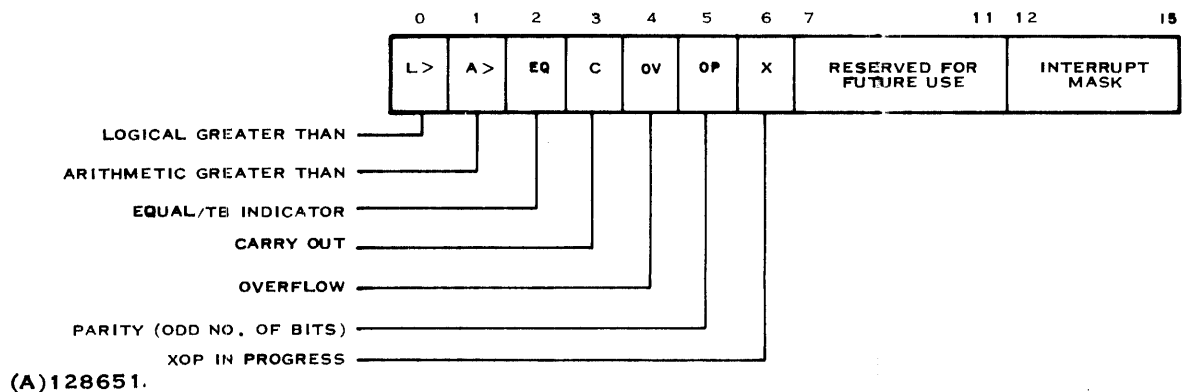 0 1 2 3 4 5 6 7 11 12 15
L> A> EQ C OV OP X RESERVED FOR FUTURE USE INTERRUPT MASK
LOGICAL GREATER THAN
ARITHMETIC GREATER THAN
EQUAL/TB INDICATOR
CARRY OUT
OVERFLOW
PARITY (ODD NO. OF BITS)
XOP IN PROGRESS
(A)128651.